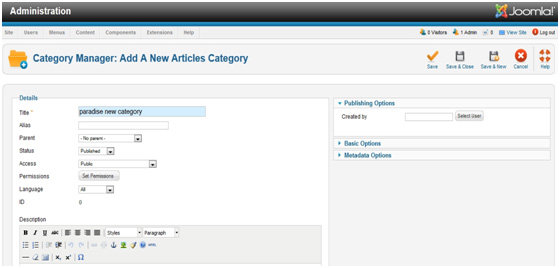 Administration
Joomla!
Site Users Menus Content Components Extensions Help
0 Visitors 1 Admin 0 View Site Log out
Category Manager: Add A New Articles Category
Save Save & Close Save & New Cancel Help
Details
Title *
paradise new category
Alias
Parent
- No parent -
Status
Published
Access
Public
Permissions
Set Permissions
Language
All
ID
0
Description
B I U ABC Styles Paragraph
HTML
Ω
Publishing Options
Created by
Select User
Basic Options
Metadata Options